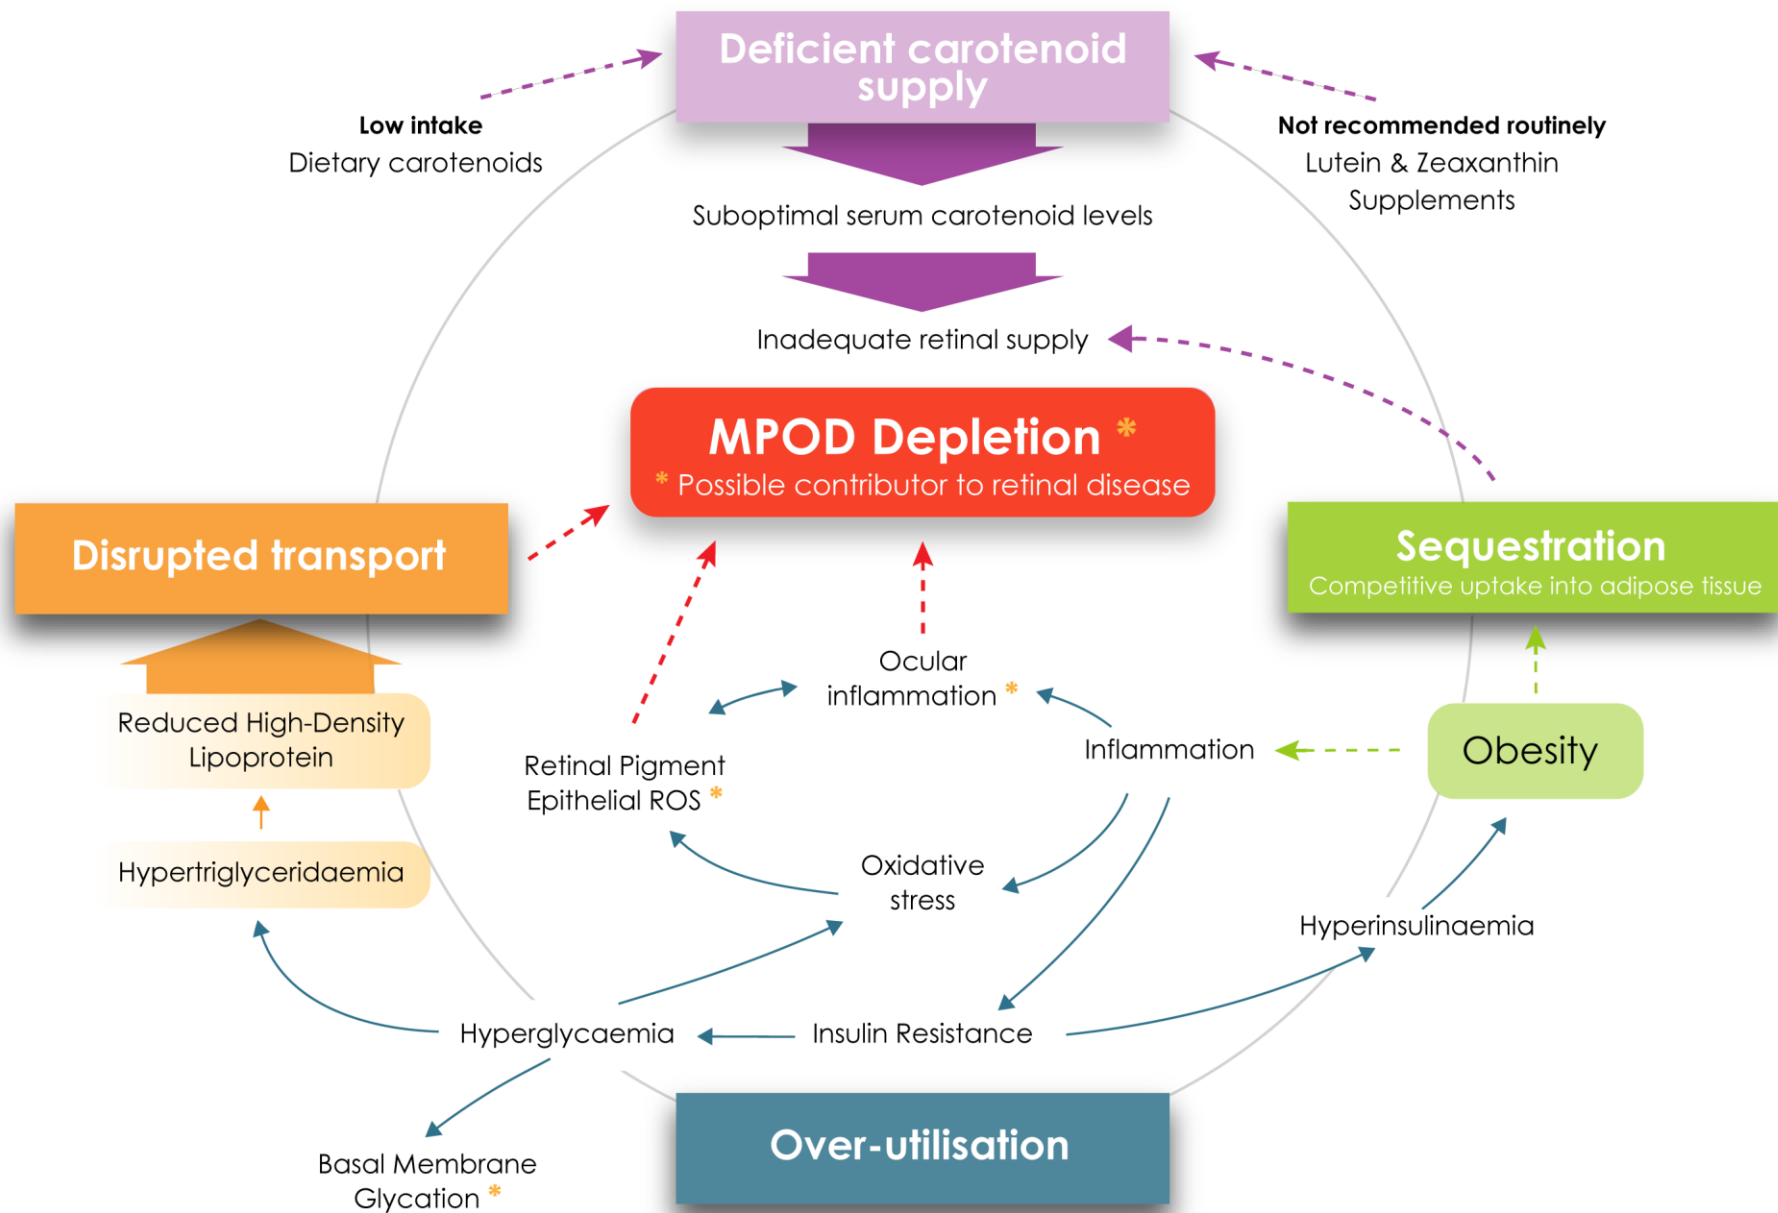 Deficient carotenoid
supply
Low intake
Dietary carotenoids
Not recommended routinely
Lutein & Zeaxanthin
Supplements
Suboptimal serum carotenoid levels
Inadequate retinal supply
MPOD Depletion *
* Possible contributor to retinal disease
Disrupted transport
Sequestration
Competitive uptake into adipose tissue
Ocular
inflammation *
Reduced High-Density
Lipoprotein
Retinal Pigment
Epithelial ROS *
Inflammation
Obesity
Hypertriglyceridaemia
Oxidative
stress
Hyperinsulinaemia
Hyperglycaemia
Insulin Resistance
Over-utilisation
Basal Membrane
Glycation *